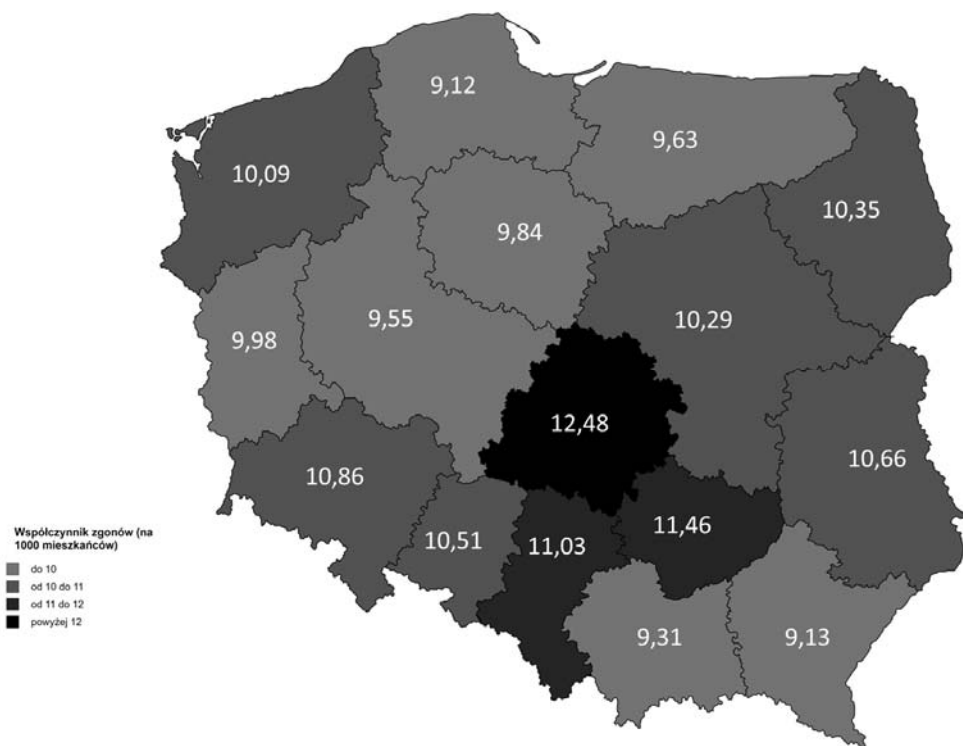 9,12
9,63
10,09
10,35
9,84
9,55
10,29
9,98
12,48
10,66
10,86
11,46
10,51
11,03
9,31
9,13
Współczynnik zgonów (na
1000 mieszkańców)
do 10
od 10 do 11
od 11 do 12
powyżej 12